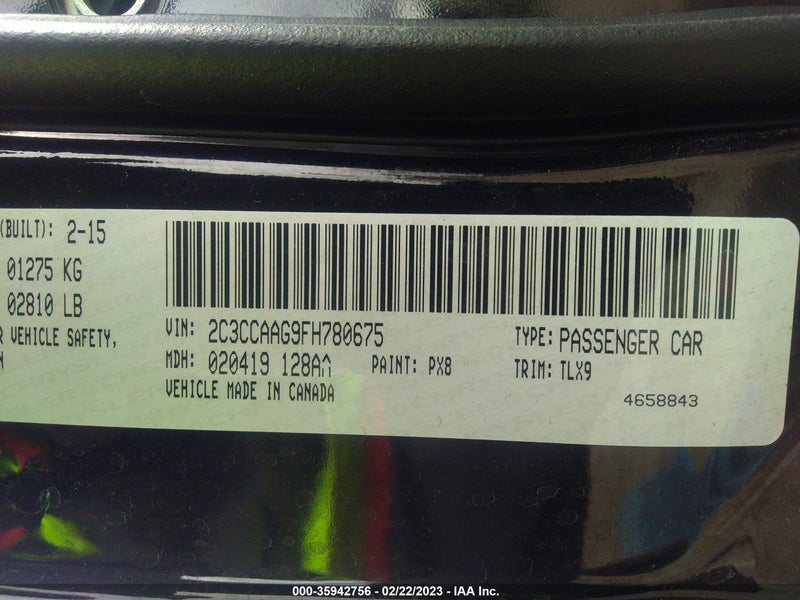 (BUILT): 2-15
01275 KG
02810 LB
VEHICLE SAFETY,
VIN: 2C3CCAAG9FH780675
TYPE: PASSENGER CAR
MDH: 020419 128AA
PAINT: PX8
TRIM: TLX9
VEHICLE MADE IN CANADA
4658843
000-35942756 - 02/22/2023 - IAA Inc.